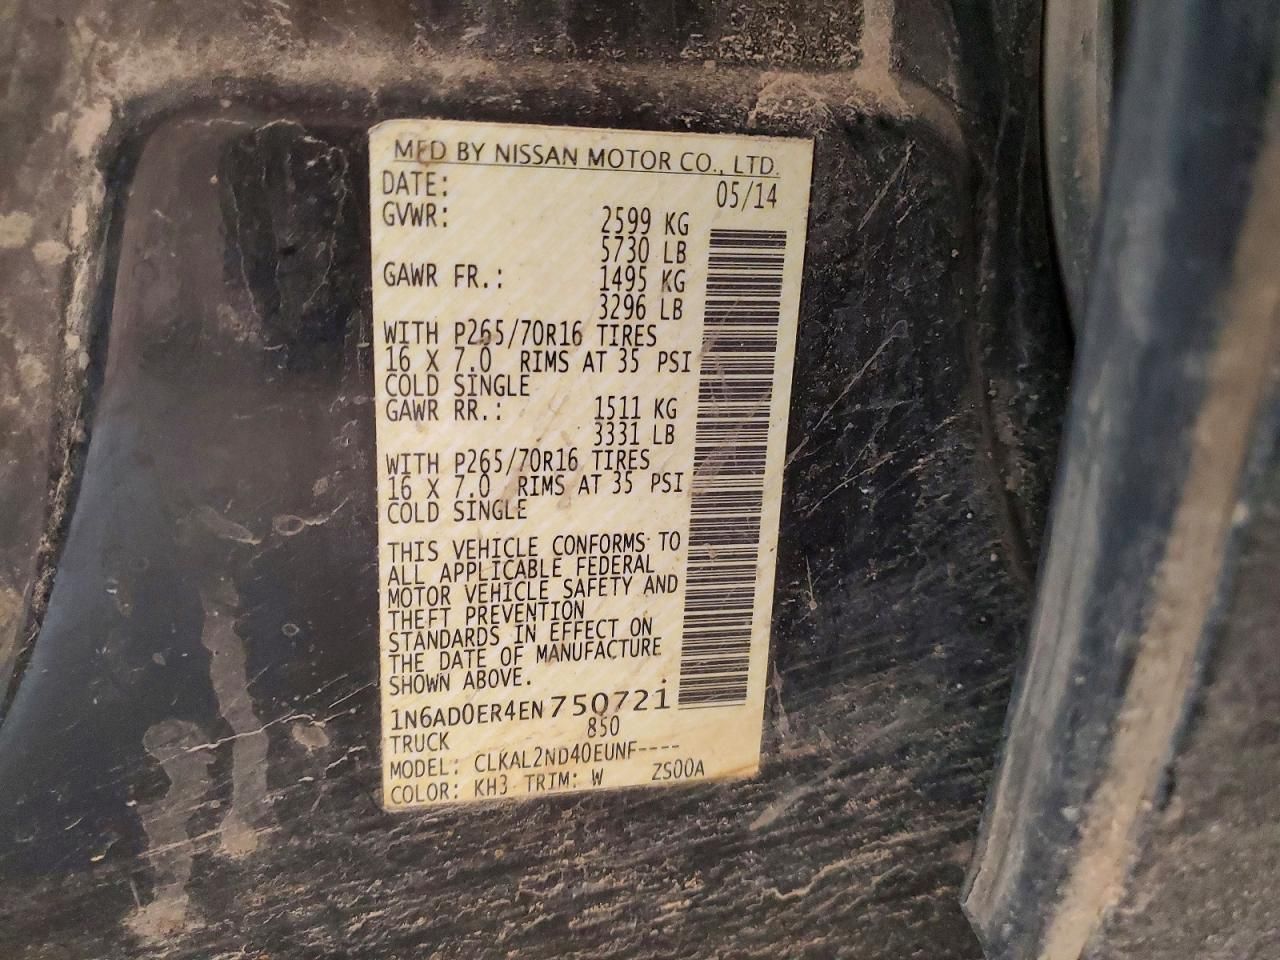 MFD BY NISSAN MOTOR CO., LTD.
DATE: 05/14
GVWR: 2599 KG
5730 LB
GAWR FR.: 1495 KG
3296 LB
WITH P265/70R16 TIRES
16 X 7.0 RIMS AT 35 PSI
COLD SINGLE
GAWR RR.: 1511 KG
3331 LB
WITH P265/70R16 TIRES
16 X 7.0 RIMS AT 35 PSI
COLD SINGLE
THIS VEHICLE CONFORMS TO
ALL APPLICABLE FEDERAL
MOTOR VEHICLE SAFETY AND
THEFT PREVENTION
STANDARDS IN EFFECT ON
THE DATE OF MANUFACTURE
SHOWN ABOVE.
1N6AD0ER4EN750721
TRUCK 850
MODEL: CLKAL2ND40EUNF----
COLOR: KH3 TRIM: W ZS00A